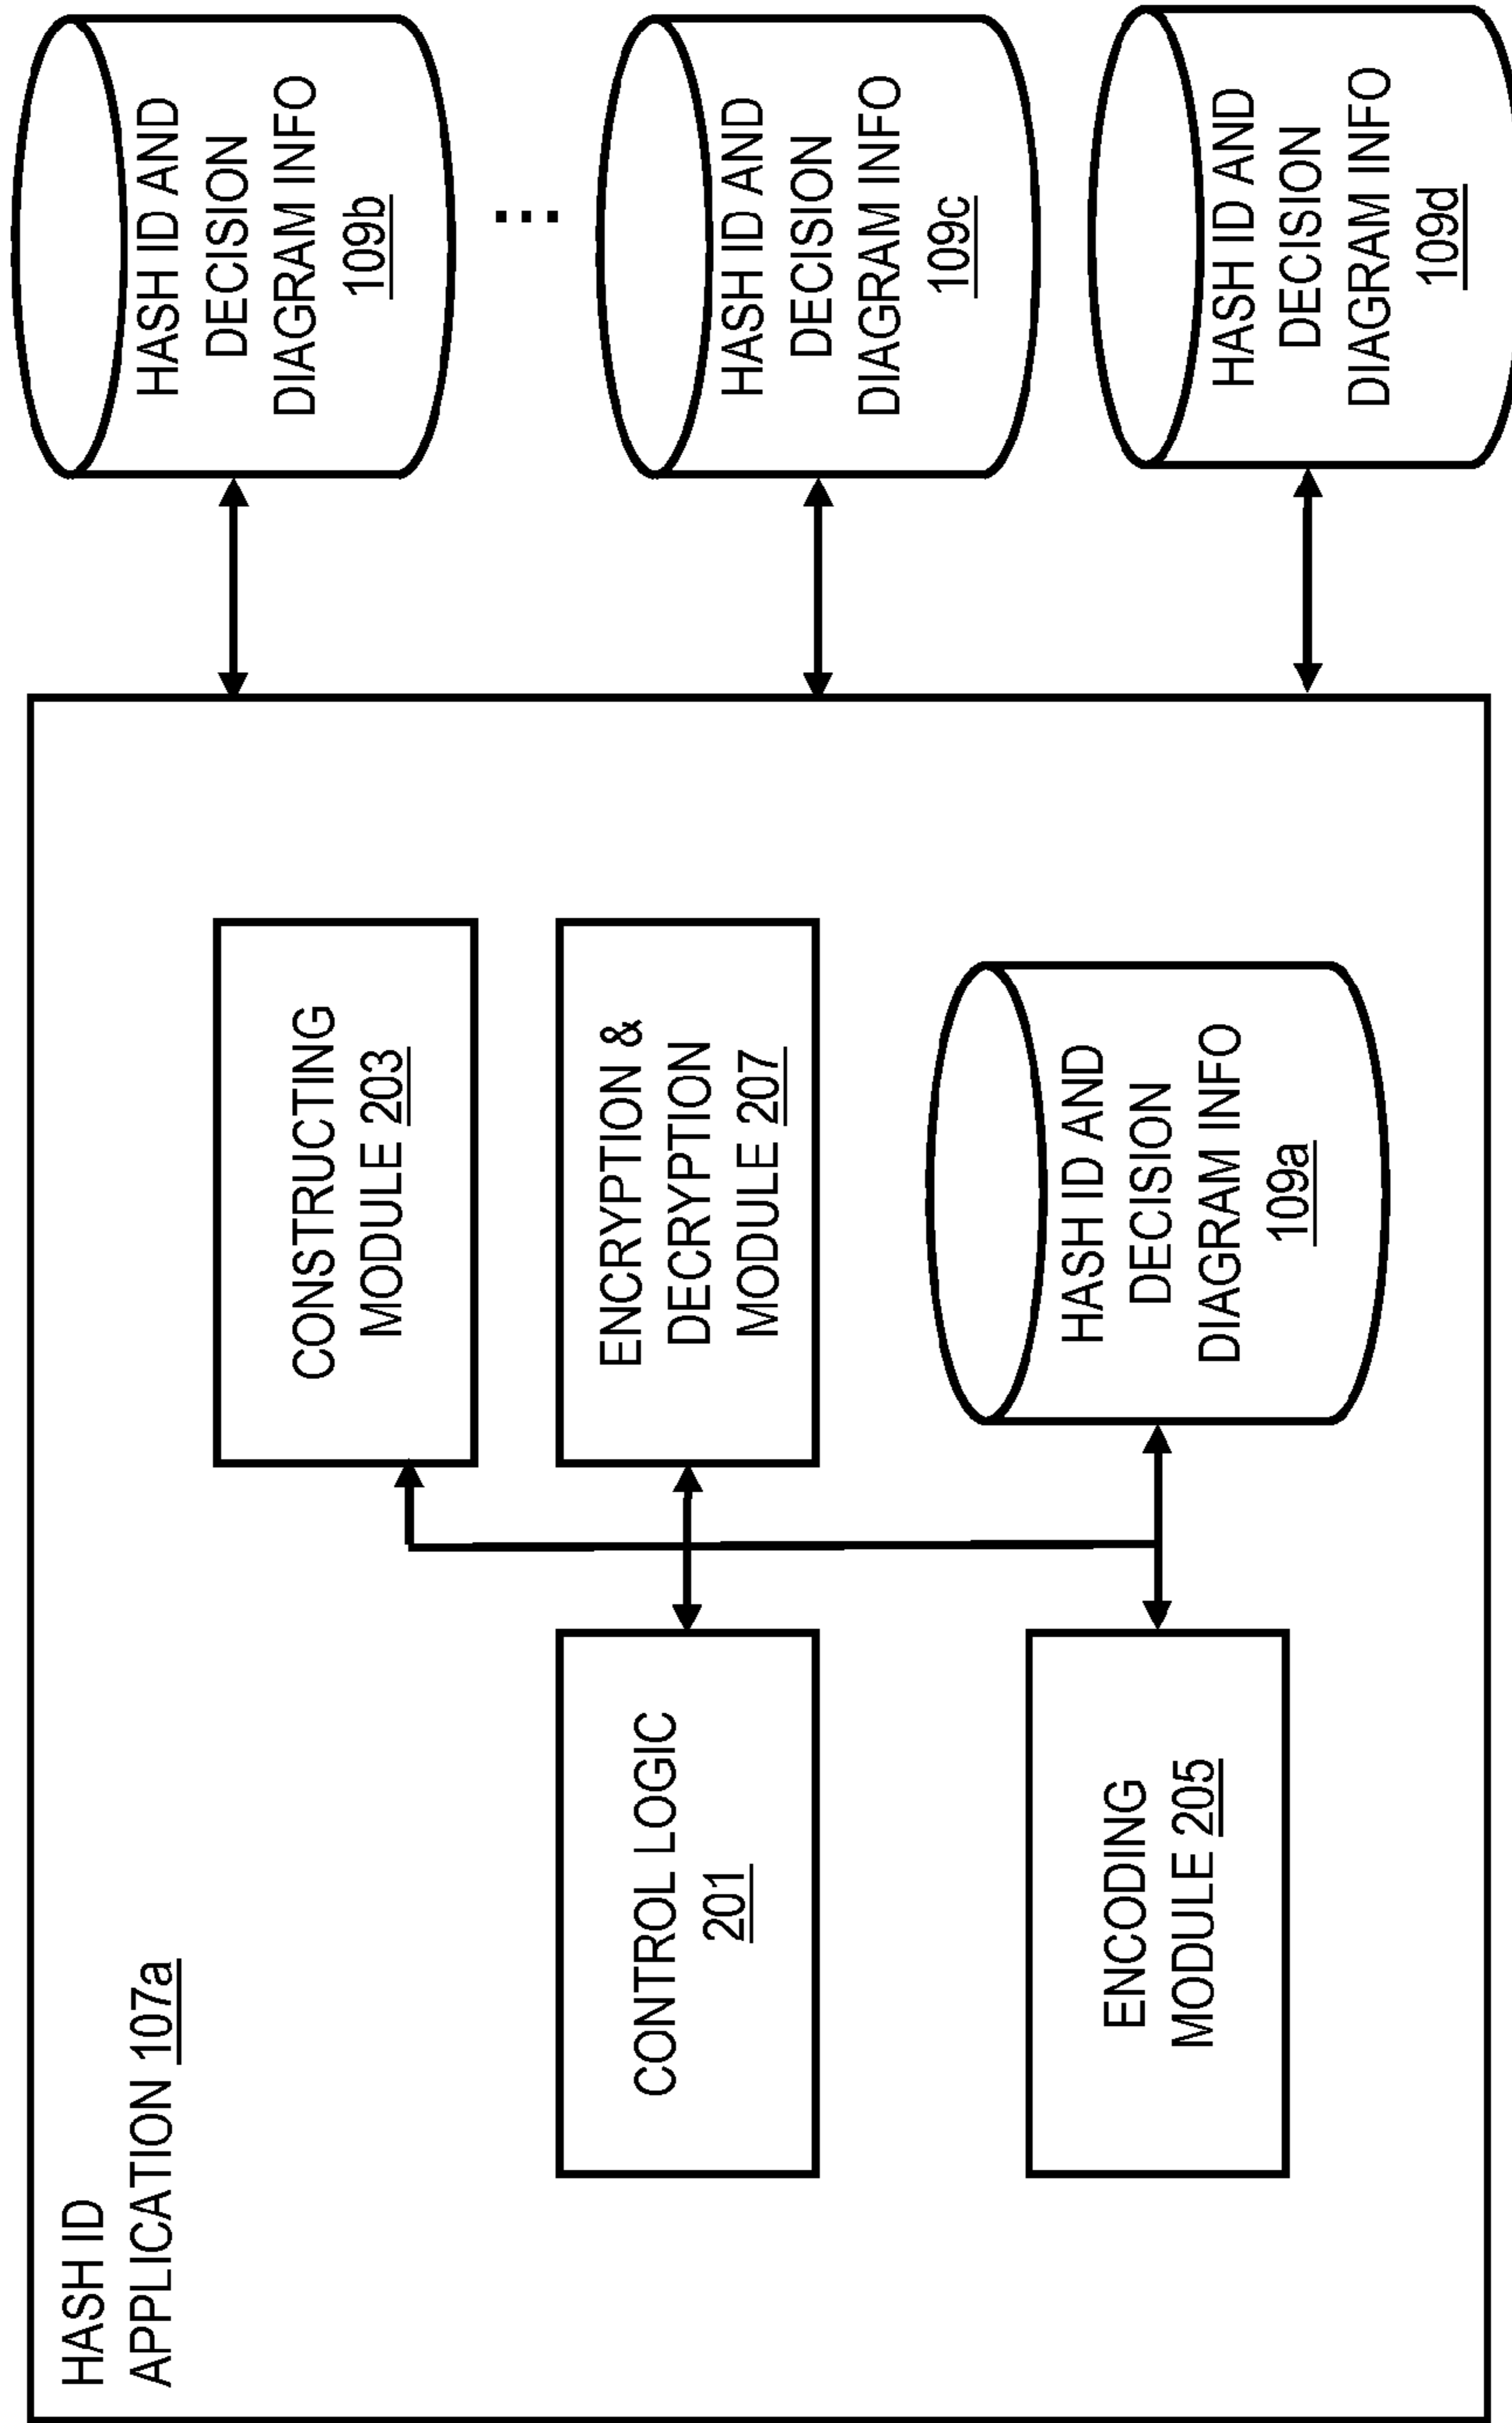 HASH ID
APPLICATION 107a
CONTROL LOGIC
201
ENCODING
MODULE 205
CONSTRUCTING
MODULE 203
ENCRYPTION &
DECRYPTION
MODULE 207
HASH ID AND
DECISION
DIAGRAM INFO
109a
HASH ID AND
DECISION
DIAGRAM INFO
109b
HASH ID AND
DECISION
DIAGRAM INFO
109c
HASH ID AND
DECISION
DIAGRAM INFO
109d